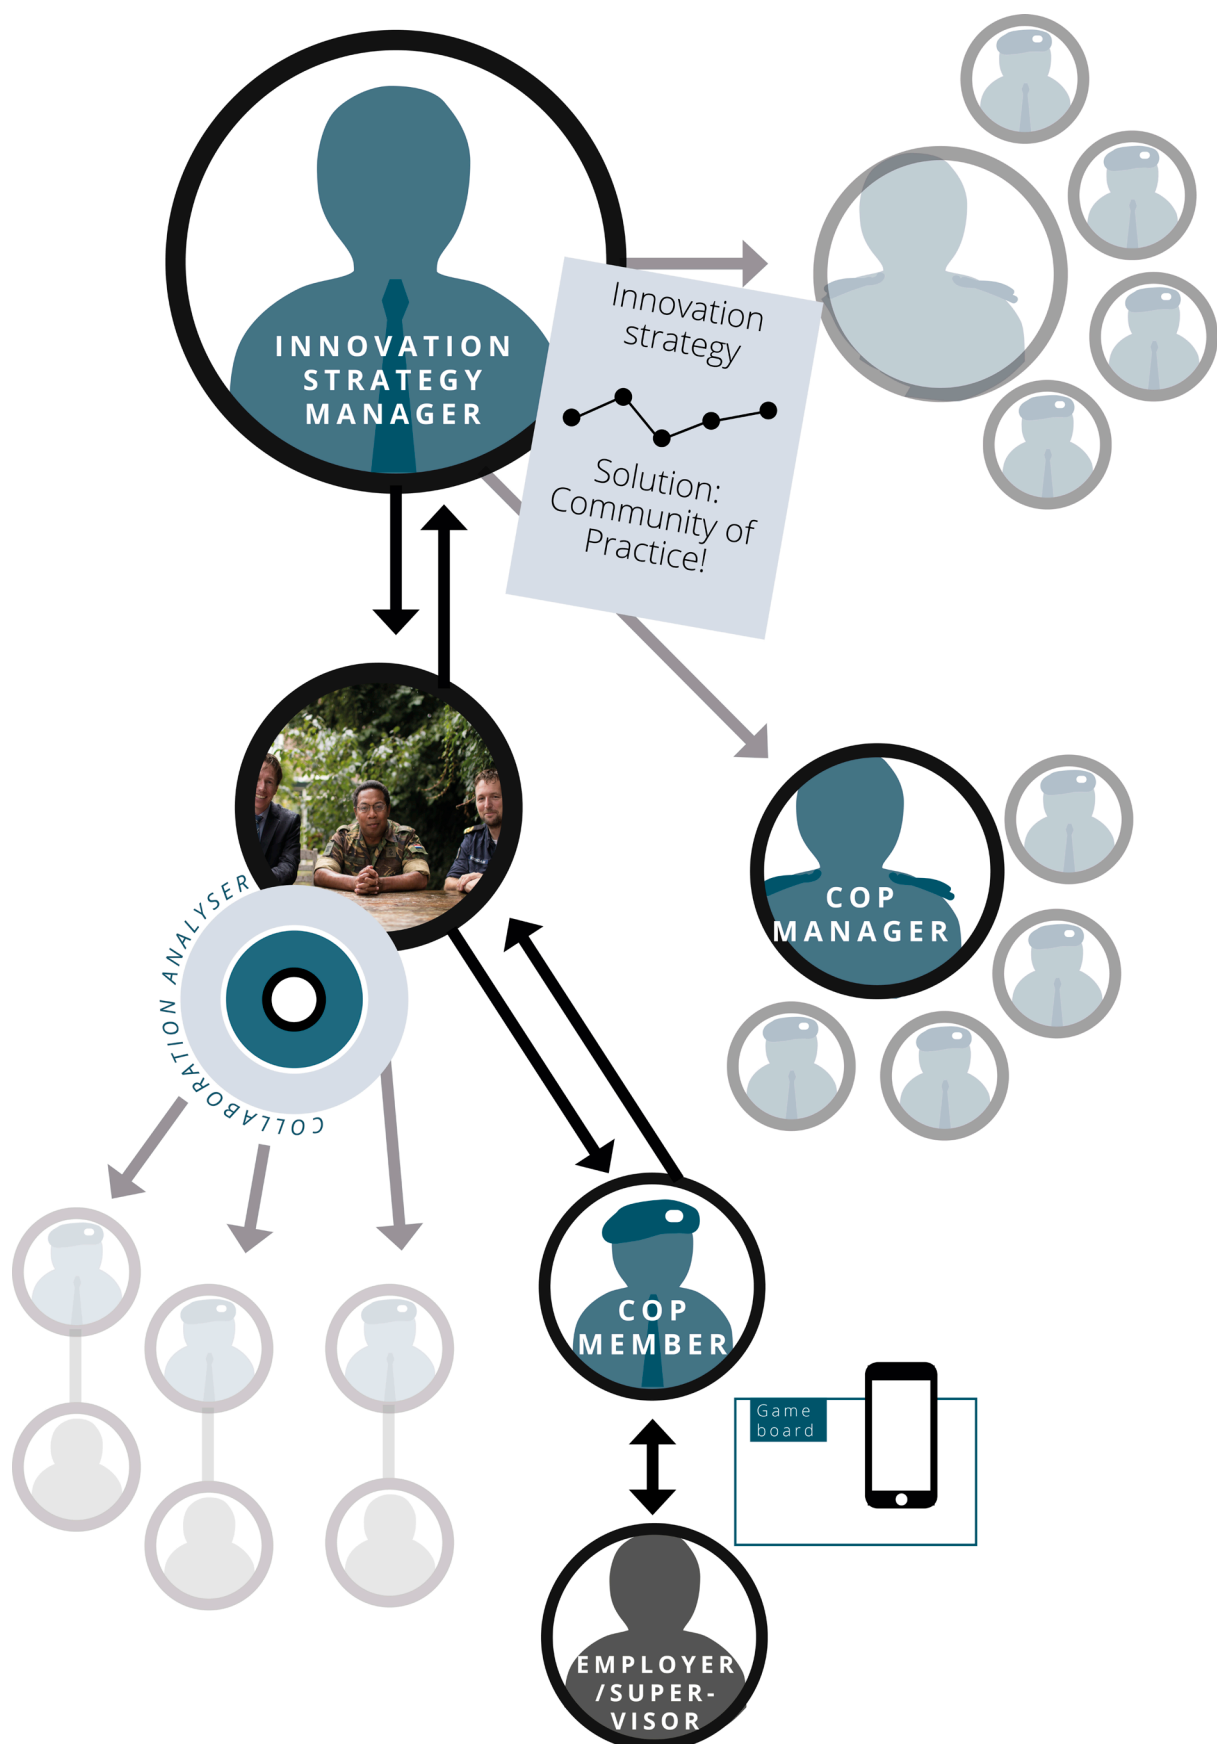 INNOVATION
STRATEGY
MANAGER
Innovation
strategy
Solution:
Community of
Practice!
COLLABORATION ANALYSER
COP
MANAGER
COP
MEMBER
Game
board
EMPLOYER
/SUPER-
VISOR